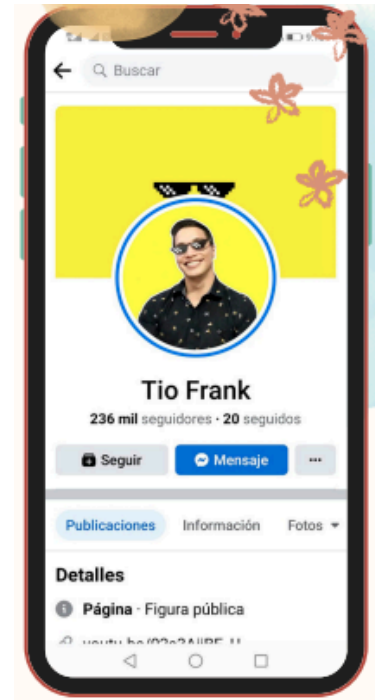 Buscar
Tio Frank
236 mil seguidores · 20 seguidos
Seguir
Mensaje
Publicaciones
Información
Fotos
Detalles
Página · Figura pública